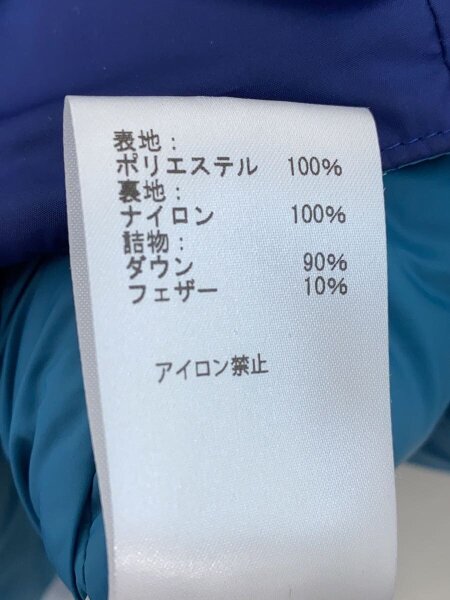 表地：
ポリエステル 100%
裏地：
ナイロン 100%
詰物：
ダウン 90%
フェザー 10%
アイロン禁止